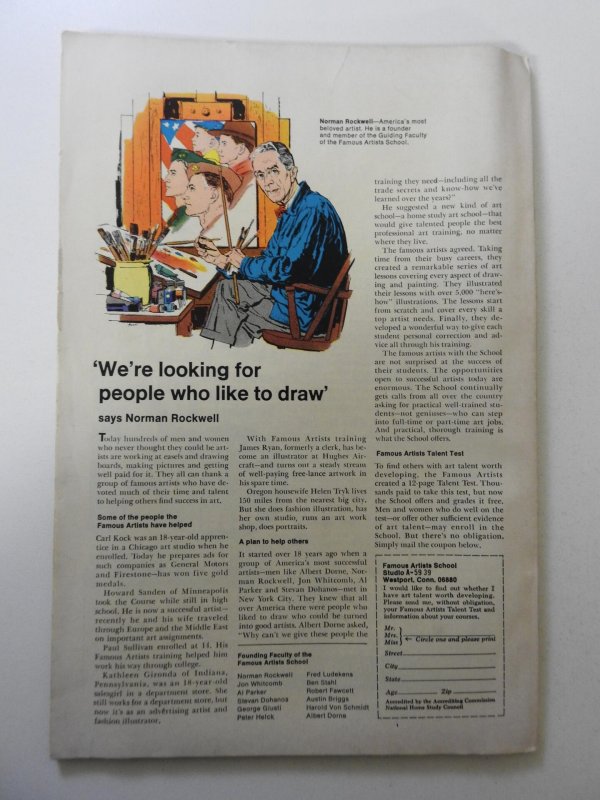 Norman Rockwell—America's most
beloved artist. He is a founder
and member of the Guiding Faculty
of the Famous Artists School.
'We're looking for
people who like to draw'
says Norman Rockwell
Today hundreds of men and women
who never thought they could be art-
ists are working at easels and drawing
boards, making pictures and getting
well paid for it. They all can thank a
group of famous artists who have de-
voted much of their time and talent
to helping others find success in art.
Some of the people the
Famous Artists have helped
Carl Kock was an 18-year-old appren-
tice in a Chicago art studio when he
enrolled. Today he prepares ads for
such companies as General Motors
and Firestone—has won five gold
medals.
Howard Sanden of Minneapolis
took the Course while still in high
school. He is now a successful artist—
recently he and his wife traveled
through Europe and the Middle East
on important art assignments.
Paul Sullivan enrolled at 14. His
Famous Artists training helped him
work his way through college.
Kathleen Gironda of Indiana,
Pennsylvania, was an 18-year-old
salesgirl in a department store. She
still works for a department store, but
now it's as an advertising artist and
fashion illustrator.
With Famous Artists training
James Ryan, formerly a clerk, has be-
come an illustrator at Hughes Air-
craft—and turns out a steady stream
of well-paying free-lance artwork in
his spare time.
Oregon housewife Helen Tryk lives
150 miles from the nearest big city.
But she does fashion illustration, has
her own studio, runs an art work
shop, does portraits.
A plan to help others
It started over 18 years ago when a
group of America's most successful
artists—men like Albert Dorne, Nor-
man Rockwell, Jon Whitcomb, Al
Parker and Stevan Dohanos—met in
New York City. They knew that all
over America there were people who
liked to draw who could be turned
into good artists. Albert Dorne asked,
"Why can't we give these people the
Founding Faculty of the
Famous Artists School
Norman Rockwell
Jon Whitcomb
Al Parker
Stevan Dohanos
George Giusti
Peter Helck
Fred Ludekens
Ben Stahl
Robert Fawcett
Austin Briggs
Harold Von Schmidt
Albert Dorne
training they need—including all the
trade secrets and know-how we've
learned over the years?"
He suggested a new kind of art
school—a home study art school—that
would give talented people the best
professional art training, no matter
where they live.
The famous artists agreed. Taking
time from their busy careers, they
created a remarkable series of art
lessons covering every aspect of draw-
ing and painting. They illustrated
their lessons with over 5,000 "here's-
how" illustrations. The lessons start
from scratch and cover every skill a
top artist needs. Finally, they de-
veloped a wonderful way to give each
student personal correction and ad-
vice all through his training.
The famous artists with the School
are not surprised at the success of
their students. The opportunities
open to successful artists today are
enormous. The School continually
gets calls from all over the country
asking for practical well-trained stu-
dents—not geniuses—who can step
into full-time or part-time art jobs.
And practical, thorough training is
what the School offers.
Famous Artists Talent Test
To find others with art talent worth
developing, the Famous Artists
created a 12-page Talent Test. Thou-
sands paid to take this test, but now
the School offers and grades it free.
Men and women who do well on the
test—or offer other sufficient evidence
of art talent—may enroll in the
School. But there's no obligation.
Simply mail the coupon below.
Famous Artists School
Studio A-5939
Westport, Conn. 06880
I would like to find out whether I
have art talent worth developing.
Please send me, without obligation,
your Famous Artists Talent Test and
information about your courses.
Mr.
Mrs.
Miss
← Circle one and please print
Street
City
State
Age Zip
Accredited by the Accrediting Commission
National Home Study Council